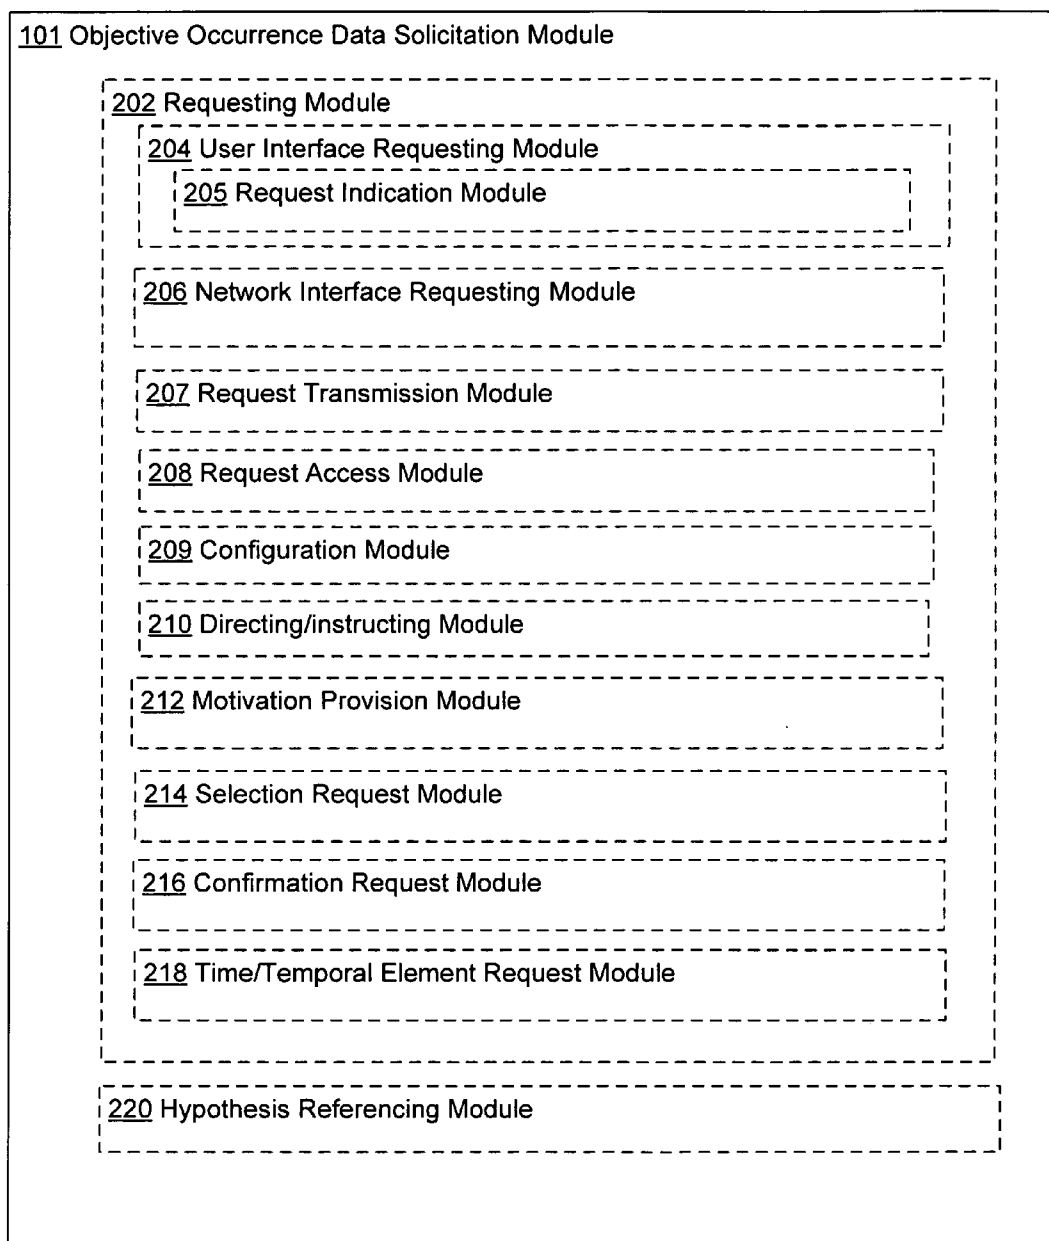 101 Objective Occurrence Data Solicitation Module
202 Requesting Module
204 User Interface Requesting Module
205 Request Indication Module
206 Network Interface Requesting Module
207 Request Transmission Module
208 Request Access Module
209 Configuration Module
210 Directing/instructing Module
212 Motivation Provision Module
214 Selection Request Module
216 Confirmation Request Module
218 Time/Temporal Element Request Module
220 Hypothesis Referencing Module